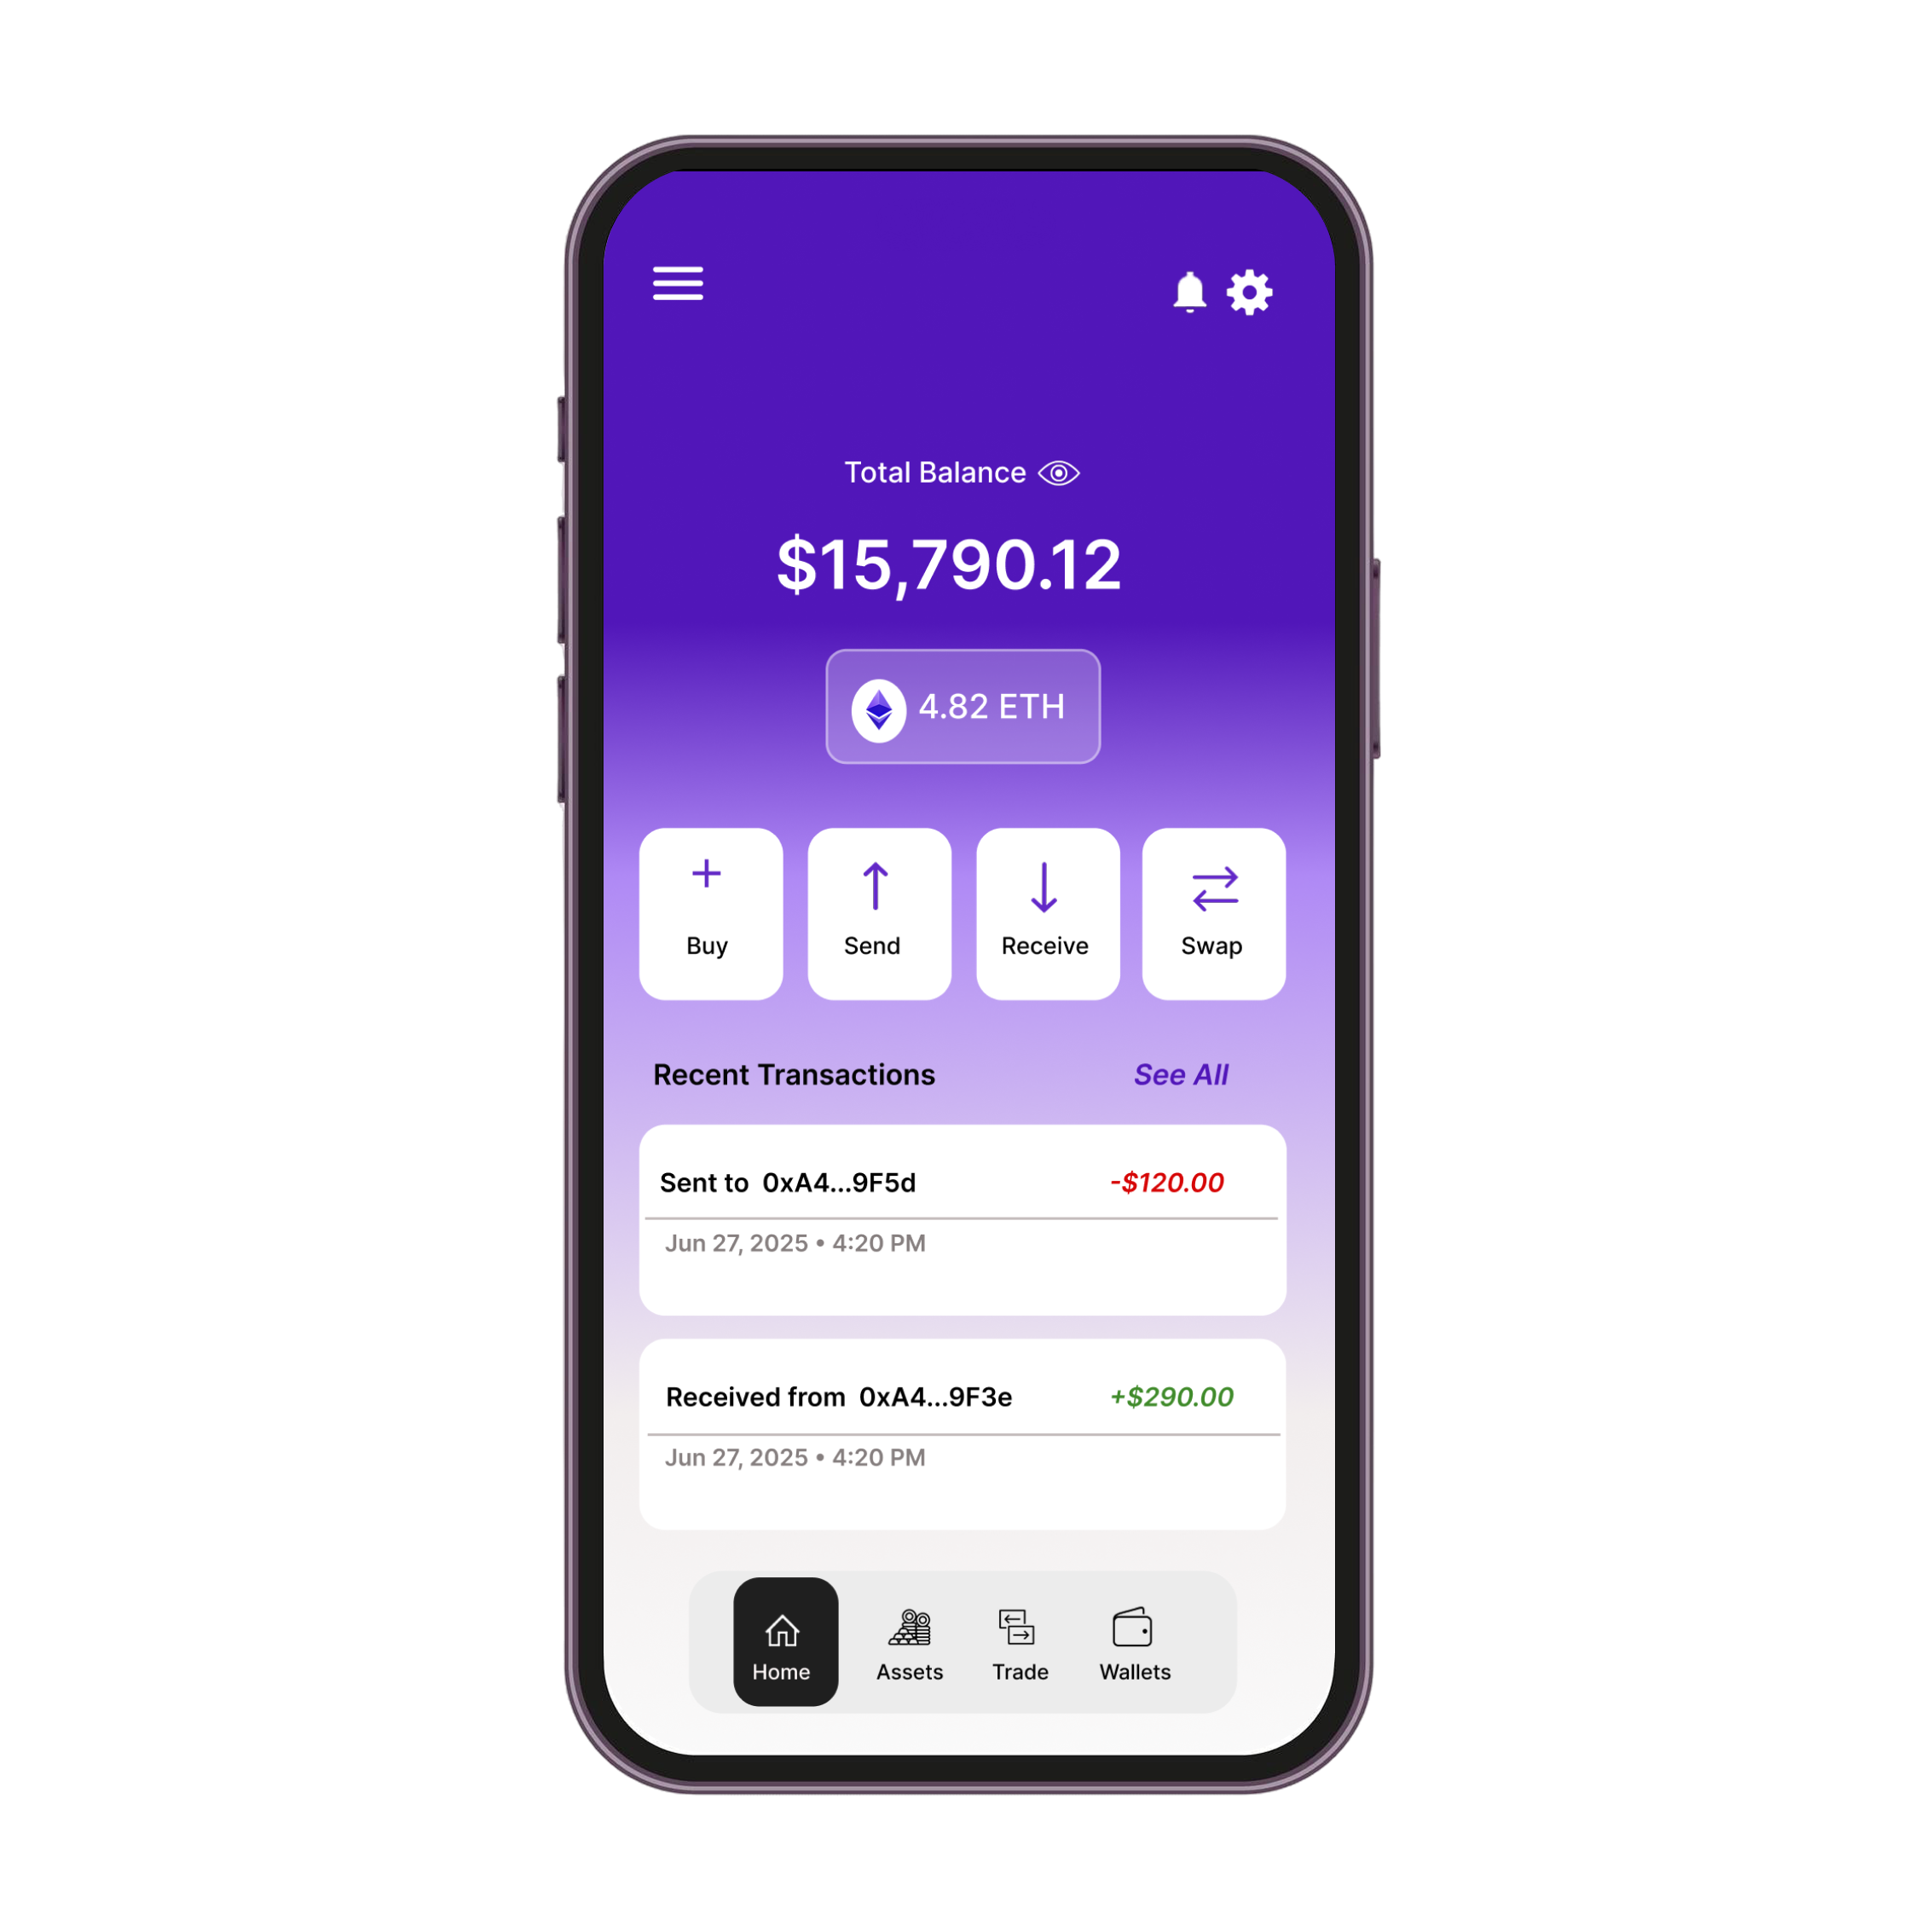 Total Balance
$15,790.12
4.82 ETH
Buy Send Receive Swap
Recent Transactions See All
Sent to 0xA4...9F5d -$120.00
Jun 27, 2025 • 4:20 PM
Received from 0xA4...9F3e +$290.00
Jun 27, 2025 • 4:20 PM
Home Assets Trade Wallets